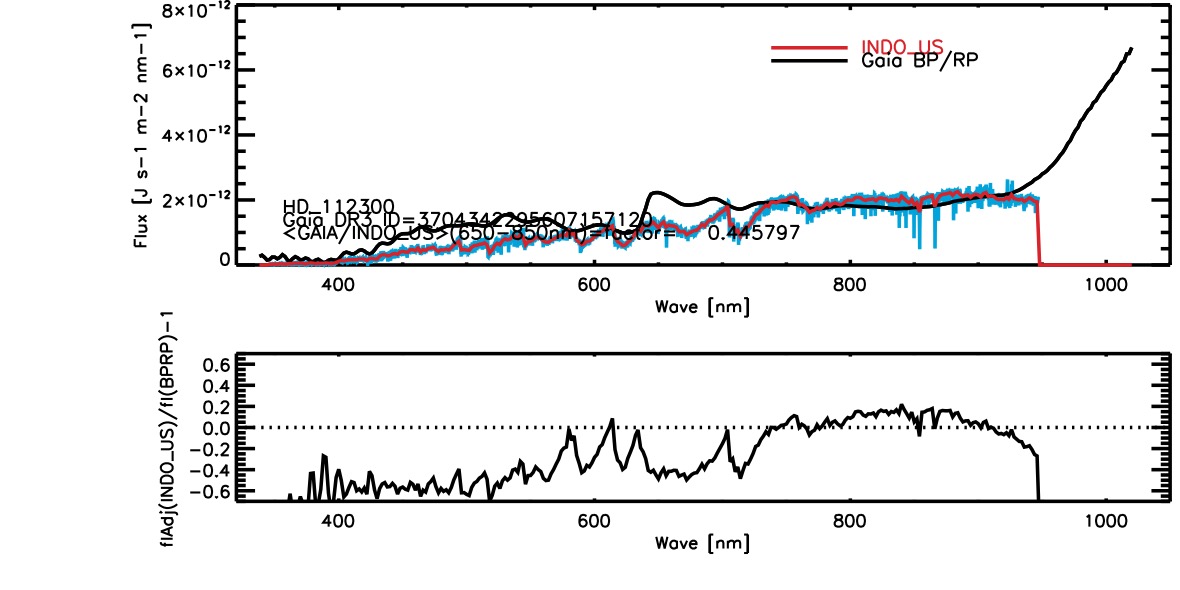 8×10⁻¹²
6×10⁻¹²
4×10⁻¹²
2×10⁻¹²
0
Flux [J s−1 m−2 nm−1]
INDO_US
Gaia BP/RP
HD_112300
Gaia DR3 ID=3704342295607157120
<GAIA/INDO_US>(650−850nm)=factor= 0.445797
400 600 800 1000
Wave [nm]
flAdj(INDO_US)/fl(BPRP)−1
0.6
0.4
0.2
0.0
−0.2
−0.4
−0.6
400 600 800 1000
Wave [nm]